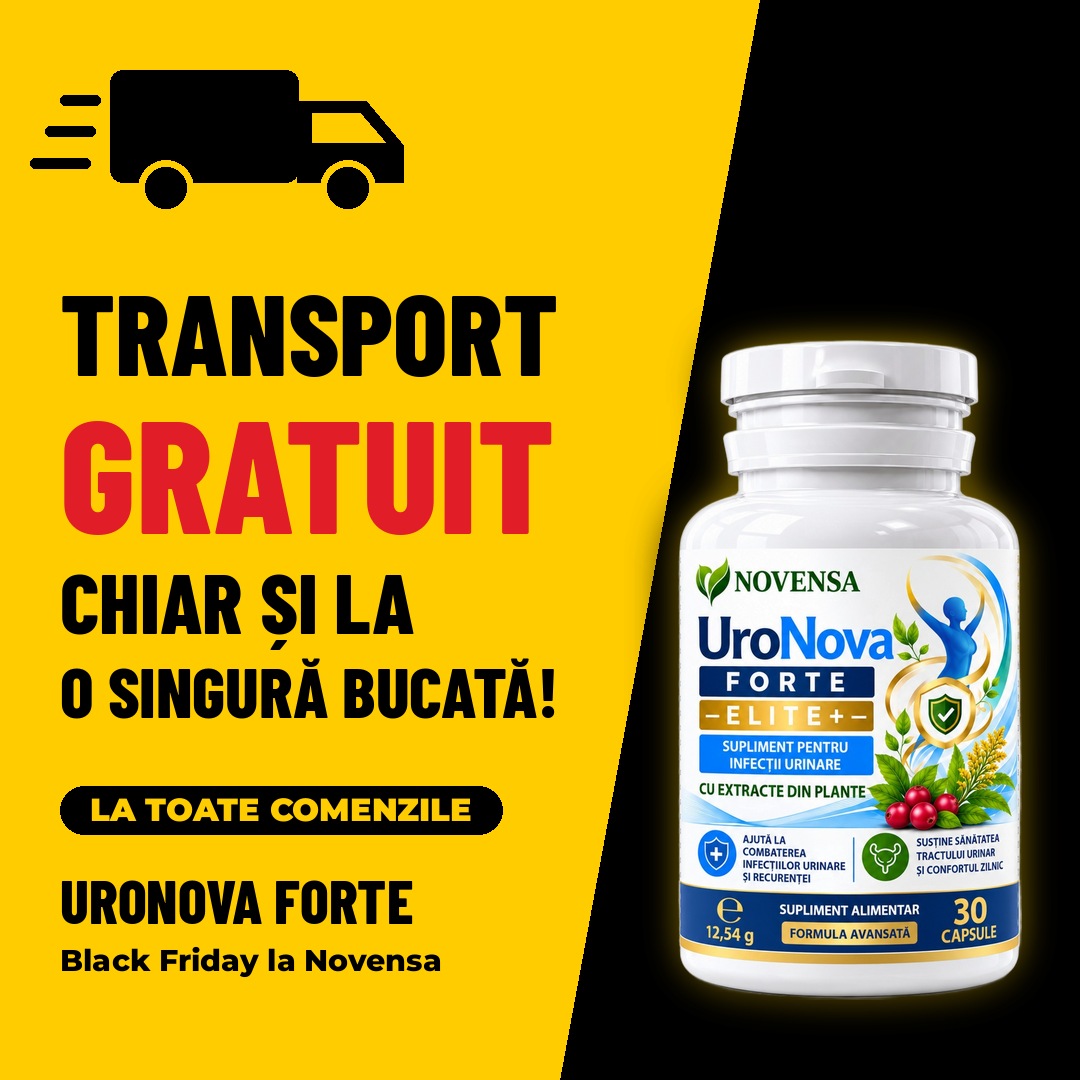 TRANSPORT
GRATUIT
CHIAR ȘI LA
O SINGURĂ BUCATĂ!
LA TOATE COMENZILE
URONOVA FORTE
Black Friday la Novensa
NOVENSA
UroNova
FORTE
–ELITE+–
SUPLIMENT PENTRU
INFECȚII URINARE
CU EXTRACTE DIN PLANTE
AJUTĂ LA
COMBATEREA
INFECȚIILOR URINARE
ȘI RECURENȚEI
SUSȚINE SĂNĂTATEA
TRACTULUI URINAR
ȘI CONFORTUL ZILNIC
℮
12,54 g
SUPLIMENT ALIMENTAR
FORMULA AVANSATĂ
30
CAPSULE